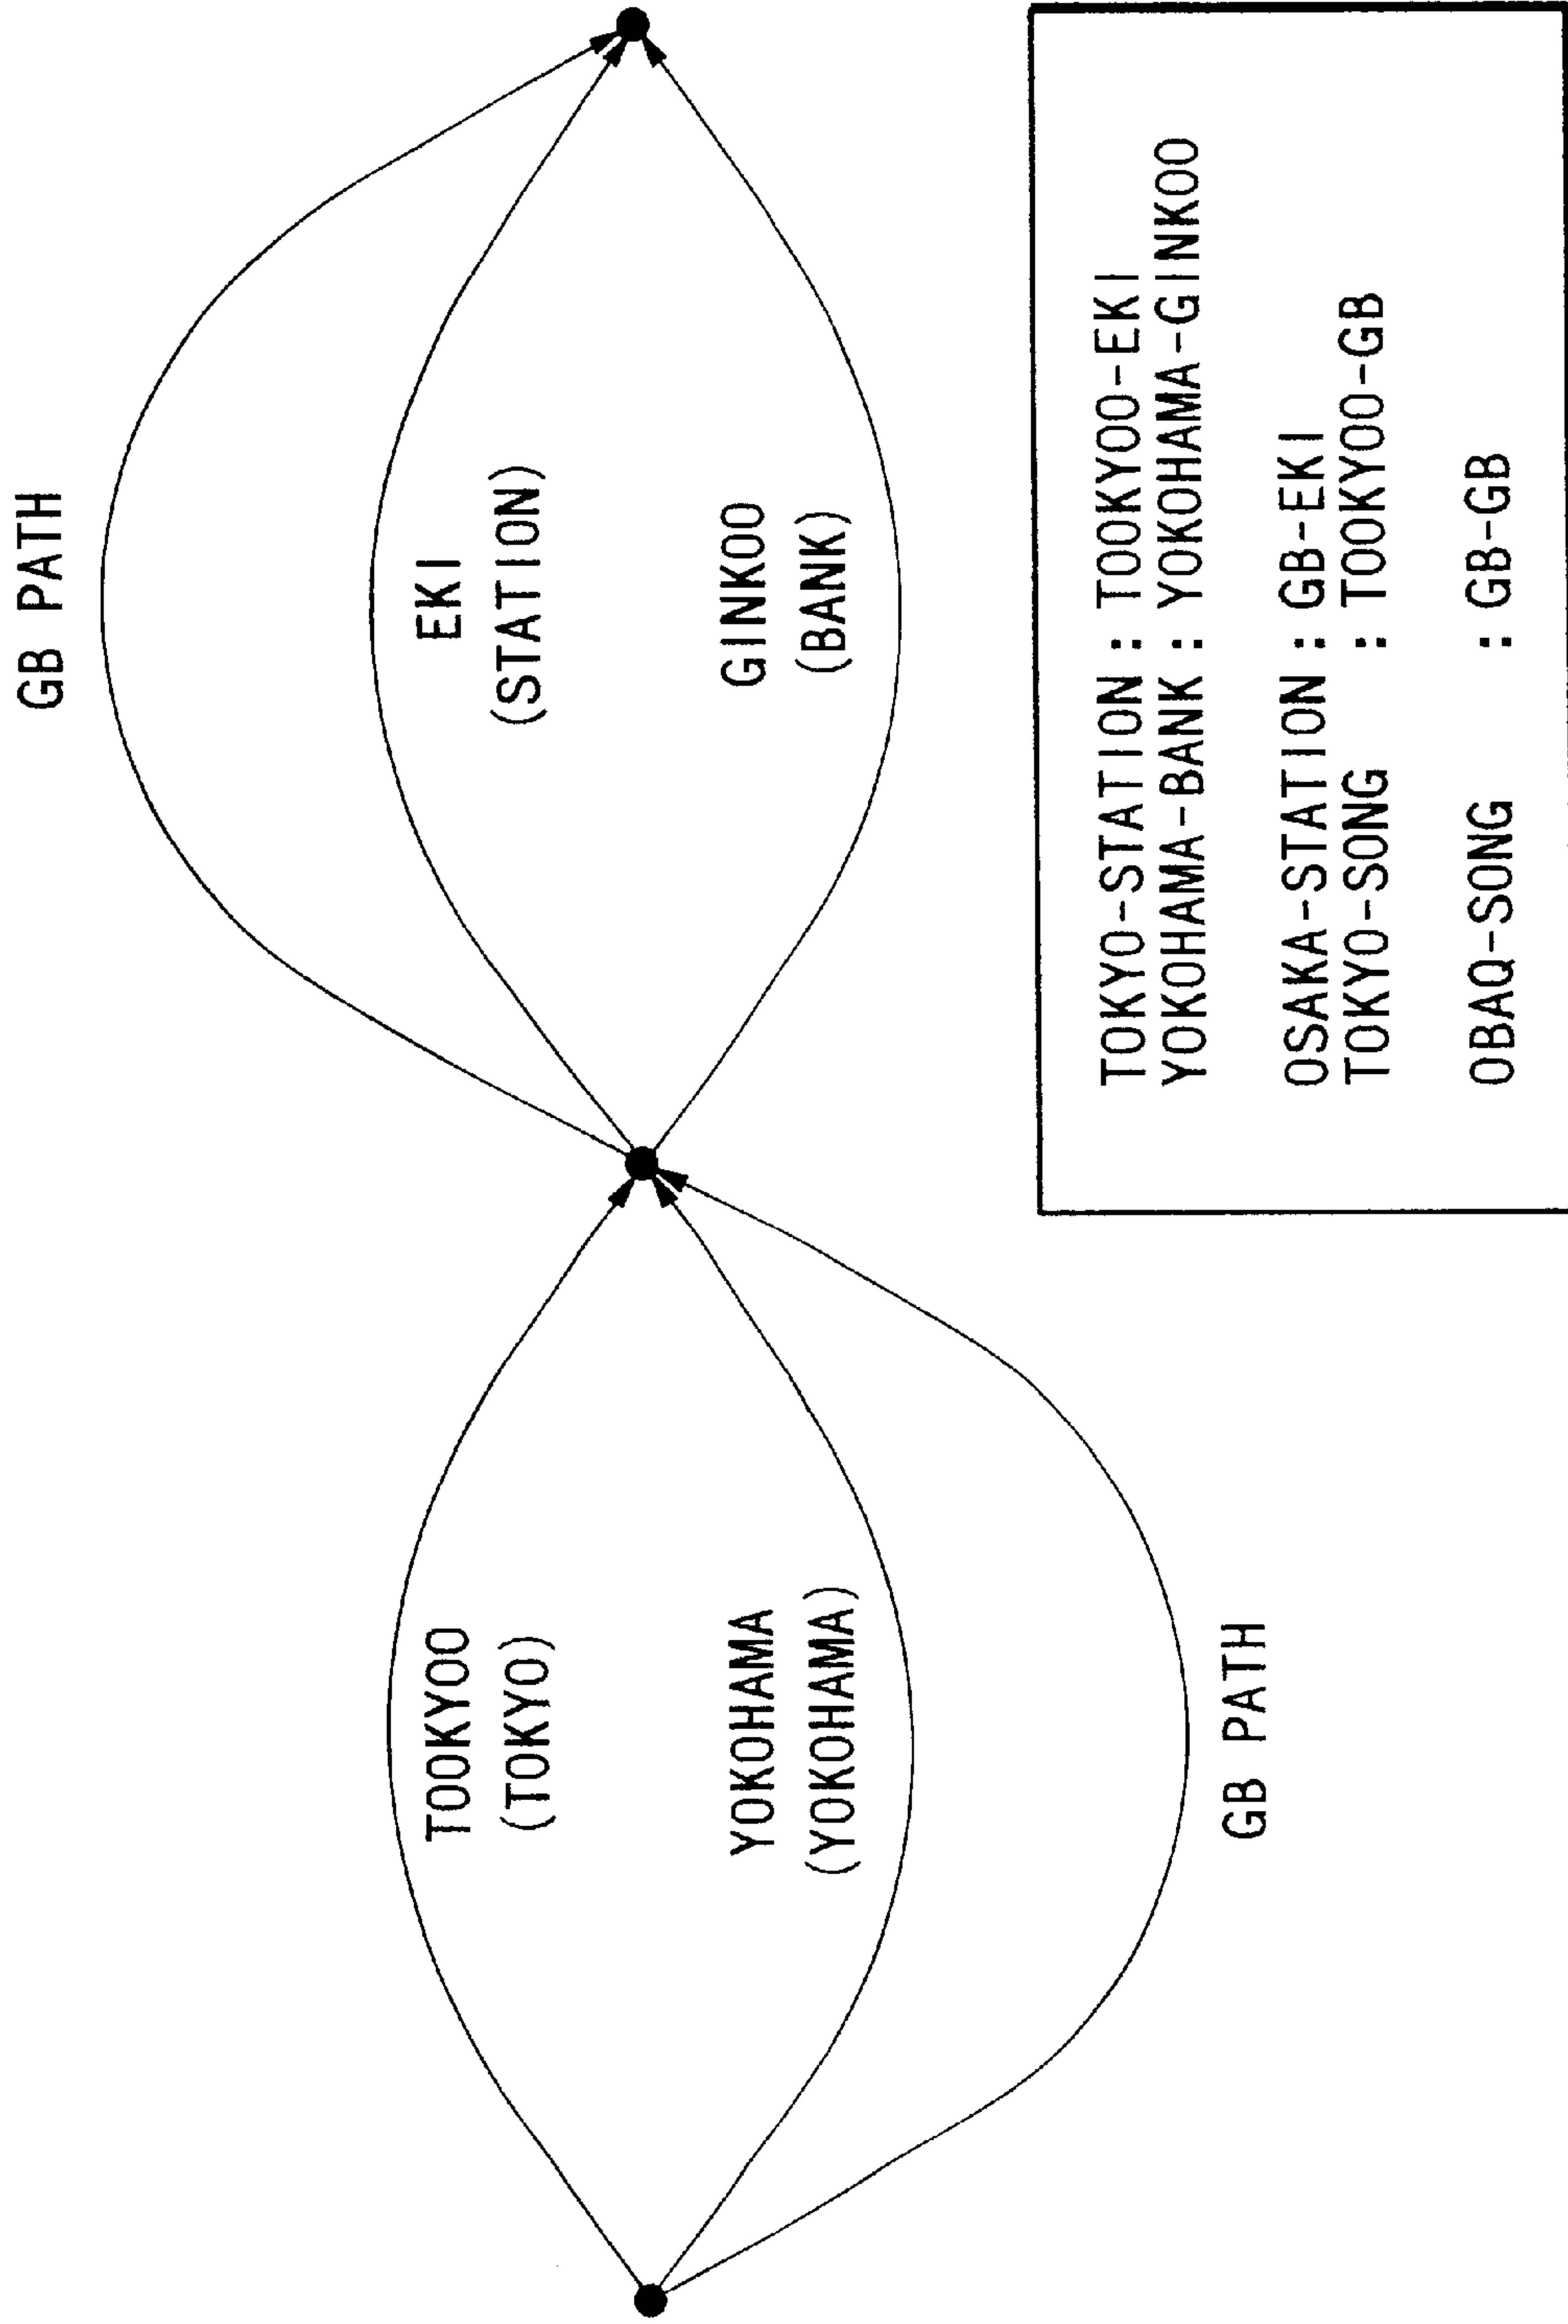 GB PATH
EKI
(STATION)
GINKOO
(BANK)
TOOKYOO
(TOKYO)
YOKOHAMA
(YOKOHAMA)
GB PATH
TOKYO-STATION : TOOKYOO-EKI
YOKOHAMA-BANK : YOKOHAMA-GINKOO
OSAKA-STATION : GB-EKI
TOKYO-SONG : TOOKYOO-GB
OBAQ-SONG : GB-GB